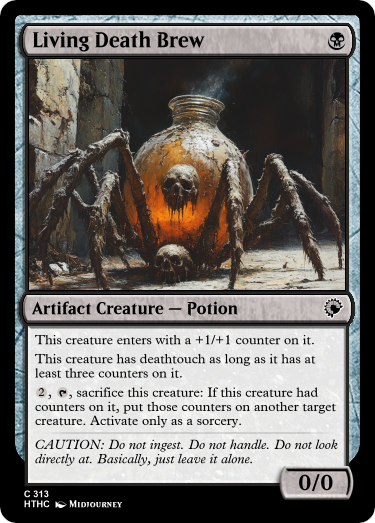 Living Death Brew
Artifact Creature — Potion
This creature enters with a +1/+1 counter on it.
This creature has deathtouch as long as it has at
least three counters on it.
2, T, sacrifice this creature: If this creature had
counters on it, put those counters on another target
creature. Activate only as a sorcery.
CAUTION: Do not ingest. Do not handle. Do not look
directly at. Basically, just leave it alone.
0/0
C 313
HTHC MIDJOURNEY